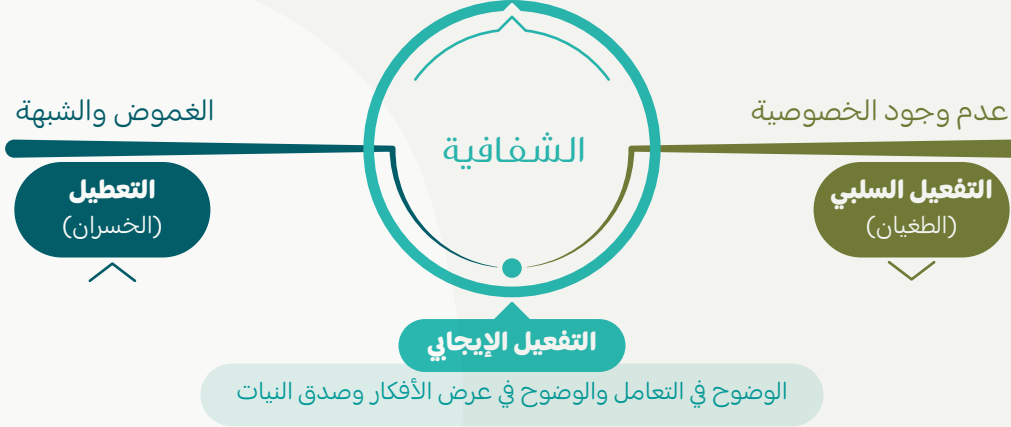 عدم وجود الخصوصية
التفعيل السلبي
(الطغيان)
الشفافية
الغموض والشبهة
التعطيل
(الخسران)
التفعيل الإيجابي
الوضوح في التعامل والوضوح في عرض الأفكار وصدق النيات